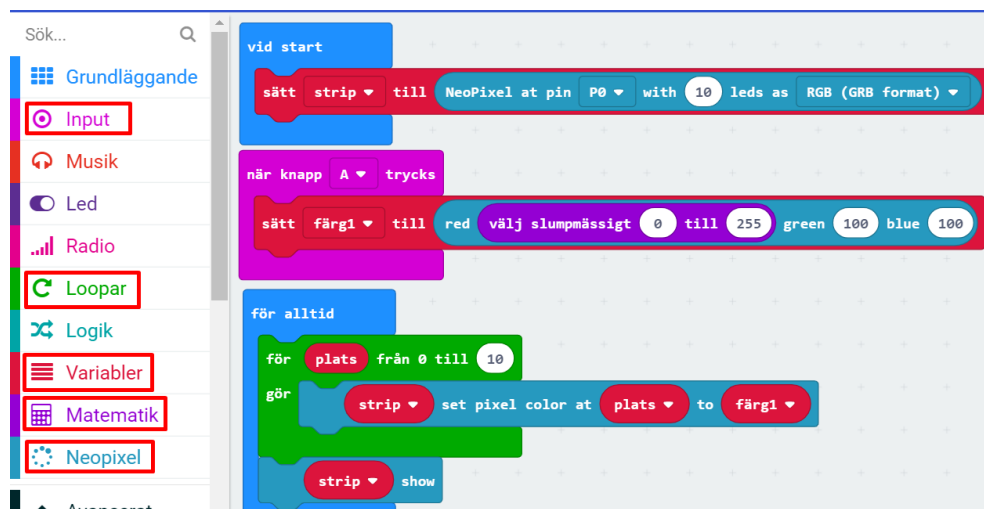 Sök...
Grundläggande
Input
Musik
Led
Radio
Loopar
Logik
Variabler
Matematik
Neopixel
vid start
sätt strip till NeoPixel at pin P0 with 10 leds as RGB (GRB format)
när knapp A trycks
sätt färg1 till red välj slumpmässigt 0 till 255 green 100 blue 100
för alltid
för plats från 0 till 10
gör
strip set pixel color at plats to färg1
strip show